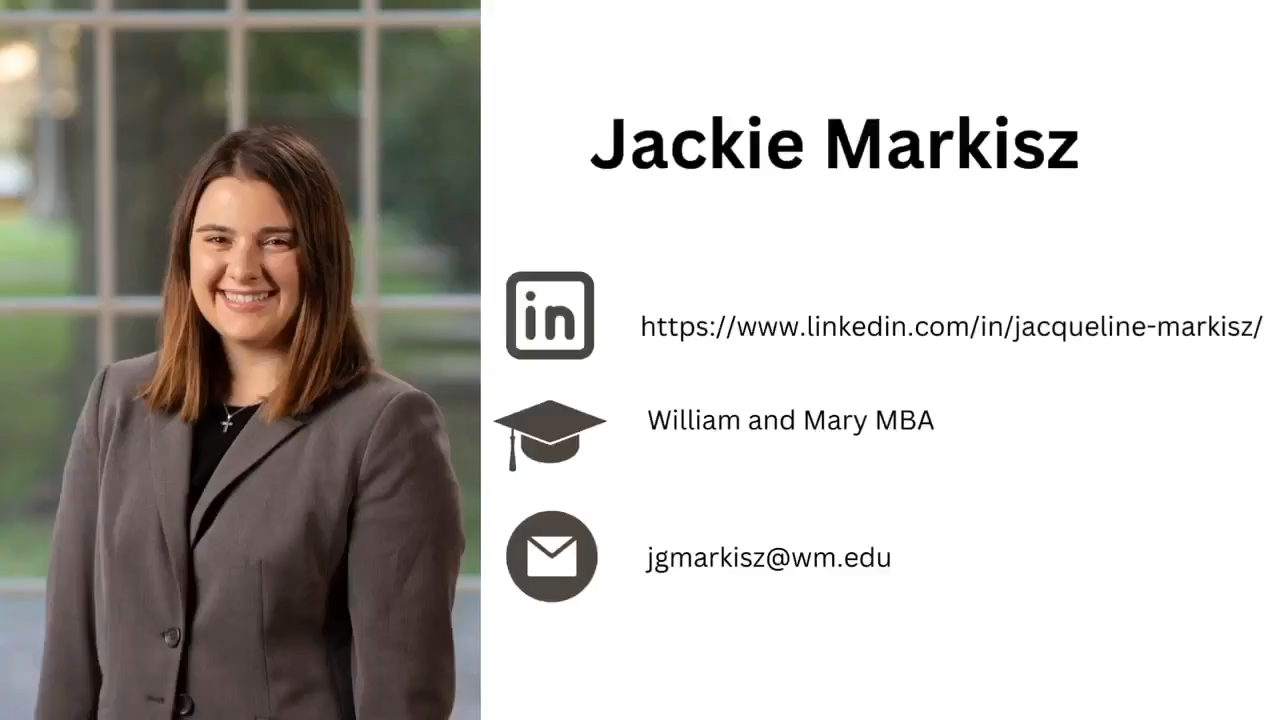 Jackie Markisz
in
https://www.linkedin.com/in/jacqueline-markisz/
William and Mary MBA
jgmarkisz@wm.edu